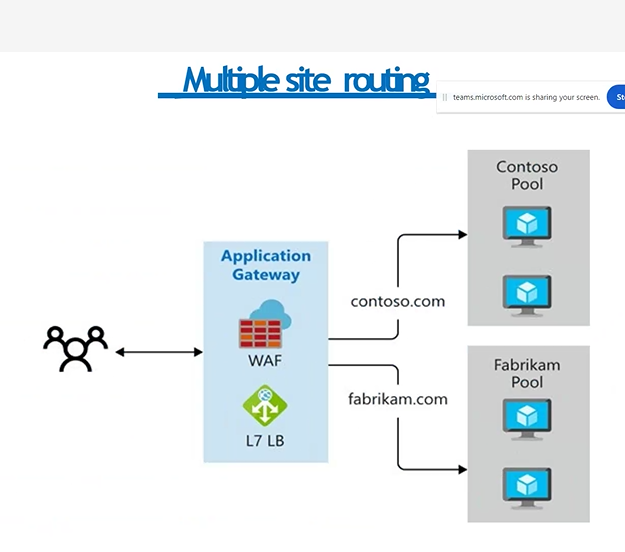 Multiple site routing
teams.microsoft.com is sharing your screen.
Contoso
Pool
Application
Gateway
contoso.com
WAF
Fabrikam
Pool
fabrikam.com
L7 LB